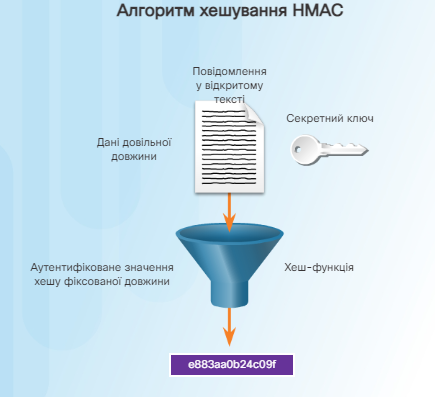 Алгоритм хешування HMAC
Повідомлення
у відкритому
тексті
Секретний ключ
Дані довільної
довжини
Аутентифіковане значення
хешу фіксованої довжини
Хеш-функція
e883aa0b24c09f